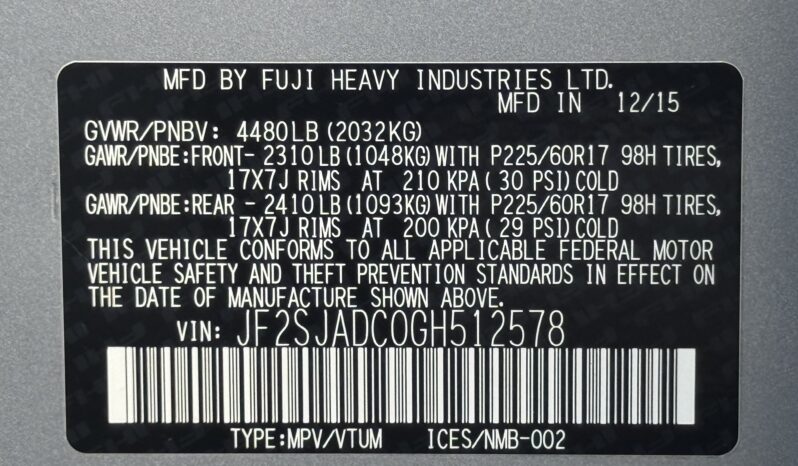 MFD BY FUJI HEAVY INDUSTRIES LTD.
MFD IN 12/15
GVWR/PNBV: 4480LB (2032KG)
GAWR/PNBE:FRONT- 2310 LB (1048KG) WITH P225/60R17 98H TIRES,
17X7J RIMS AT 210 KPA( 30 PSI) COLD
GAWR/PNBE:REAR - 2410 LB (1093KG) WITH P225/60R17 98H TIRES,
17X7J RIMS AT 200 KPA( 29 PSI) COLD
THIS VEHICLE CONFORMS TO ALL APPLICABLE FEDERAL MOTOR
VEHICLE SAFETY AND THEFT PREVENTION STANDARDS IN EFFECT ON
THE DATE OF MANUFACTURE SHOWN ABOVE.
VIN: JF2SJADC0GH512578
TYPE:MPV/VTUM ICES/NMB-002